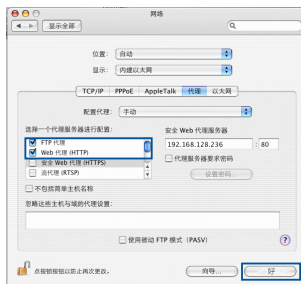 网络
显示全部
位置: 自动
显示: 内建以太网
TCP/IP PPPoE AppleTalk 代理 以太网
配置代理: 手动
选择一个代理服务器进行配置:
FTP 代理
Web 代理 (HTTP)
安全 Web 代理 (HTTPS)
流代理 (RTSP)
安全 Web 代理服务器
192.168.128.236 : 80
代理服务器要求密码
设置密码...
不包括简单主机名称
忽略这些主机与域的代理设置:
使用被动 FTP 模式 (PASV)
?
点按锁按钮以防止再次更改。
向导...
好